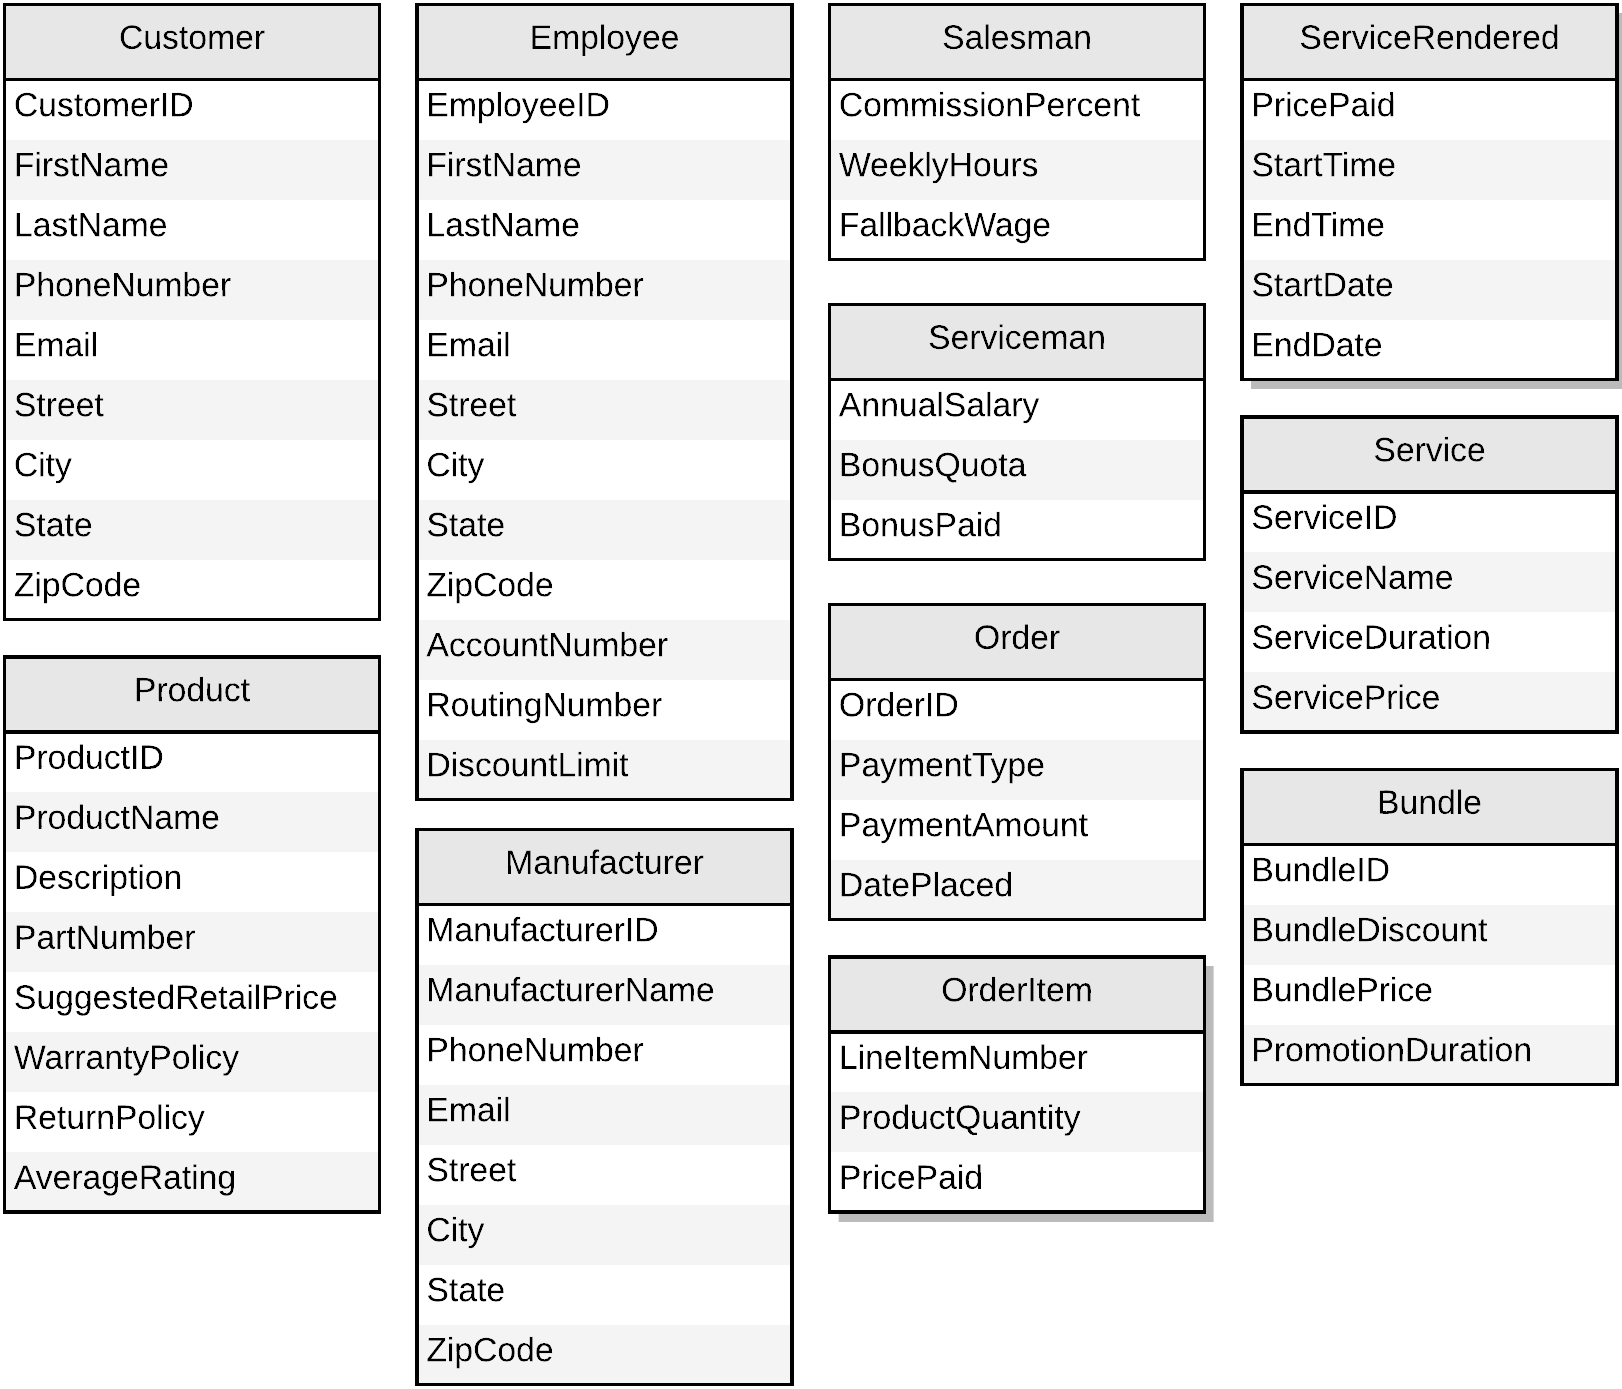 Customer
CustomerID
FirstName
LastName
PhoneNumber
Email
Street
City
State
ZipCode
Product
ProductID
ProductName
Description
PartNumber
SuggestedRetailPrice
WarrantyPolicy
ReturnPolicy
AverageRating
Employee
EmployeeID
FirstName
LastName
PhoneNumber
Email
Street
City
State
ZipCode
AccountNumber
RoutingNumber
DiscountLimit
Manufacturer
ManufacturerID
ManufacturerName
PhoneNumber
Email
Street
City
State
ZipCode
Salesman
CommissionPercent
WeeklyHours
FallbackWage
Serviceman
AnnualSalary
BonusQuota
BonusPaid
Order
OrderID
PaymentType
PaymentAmount
DatePlaced
OrderItem
LineItemNumber
ProductQuantity
PricePaid
ServiceRendered
PricePaid
StartTime
EndTime
StartDate
EndDate
Service
ServiceID
ServiceName
ServiceDuration
ServicePrice
Bundle
BundleID
BundleDiscount
BundlePrice
PromotionDuration